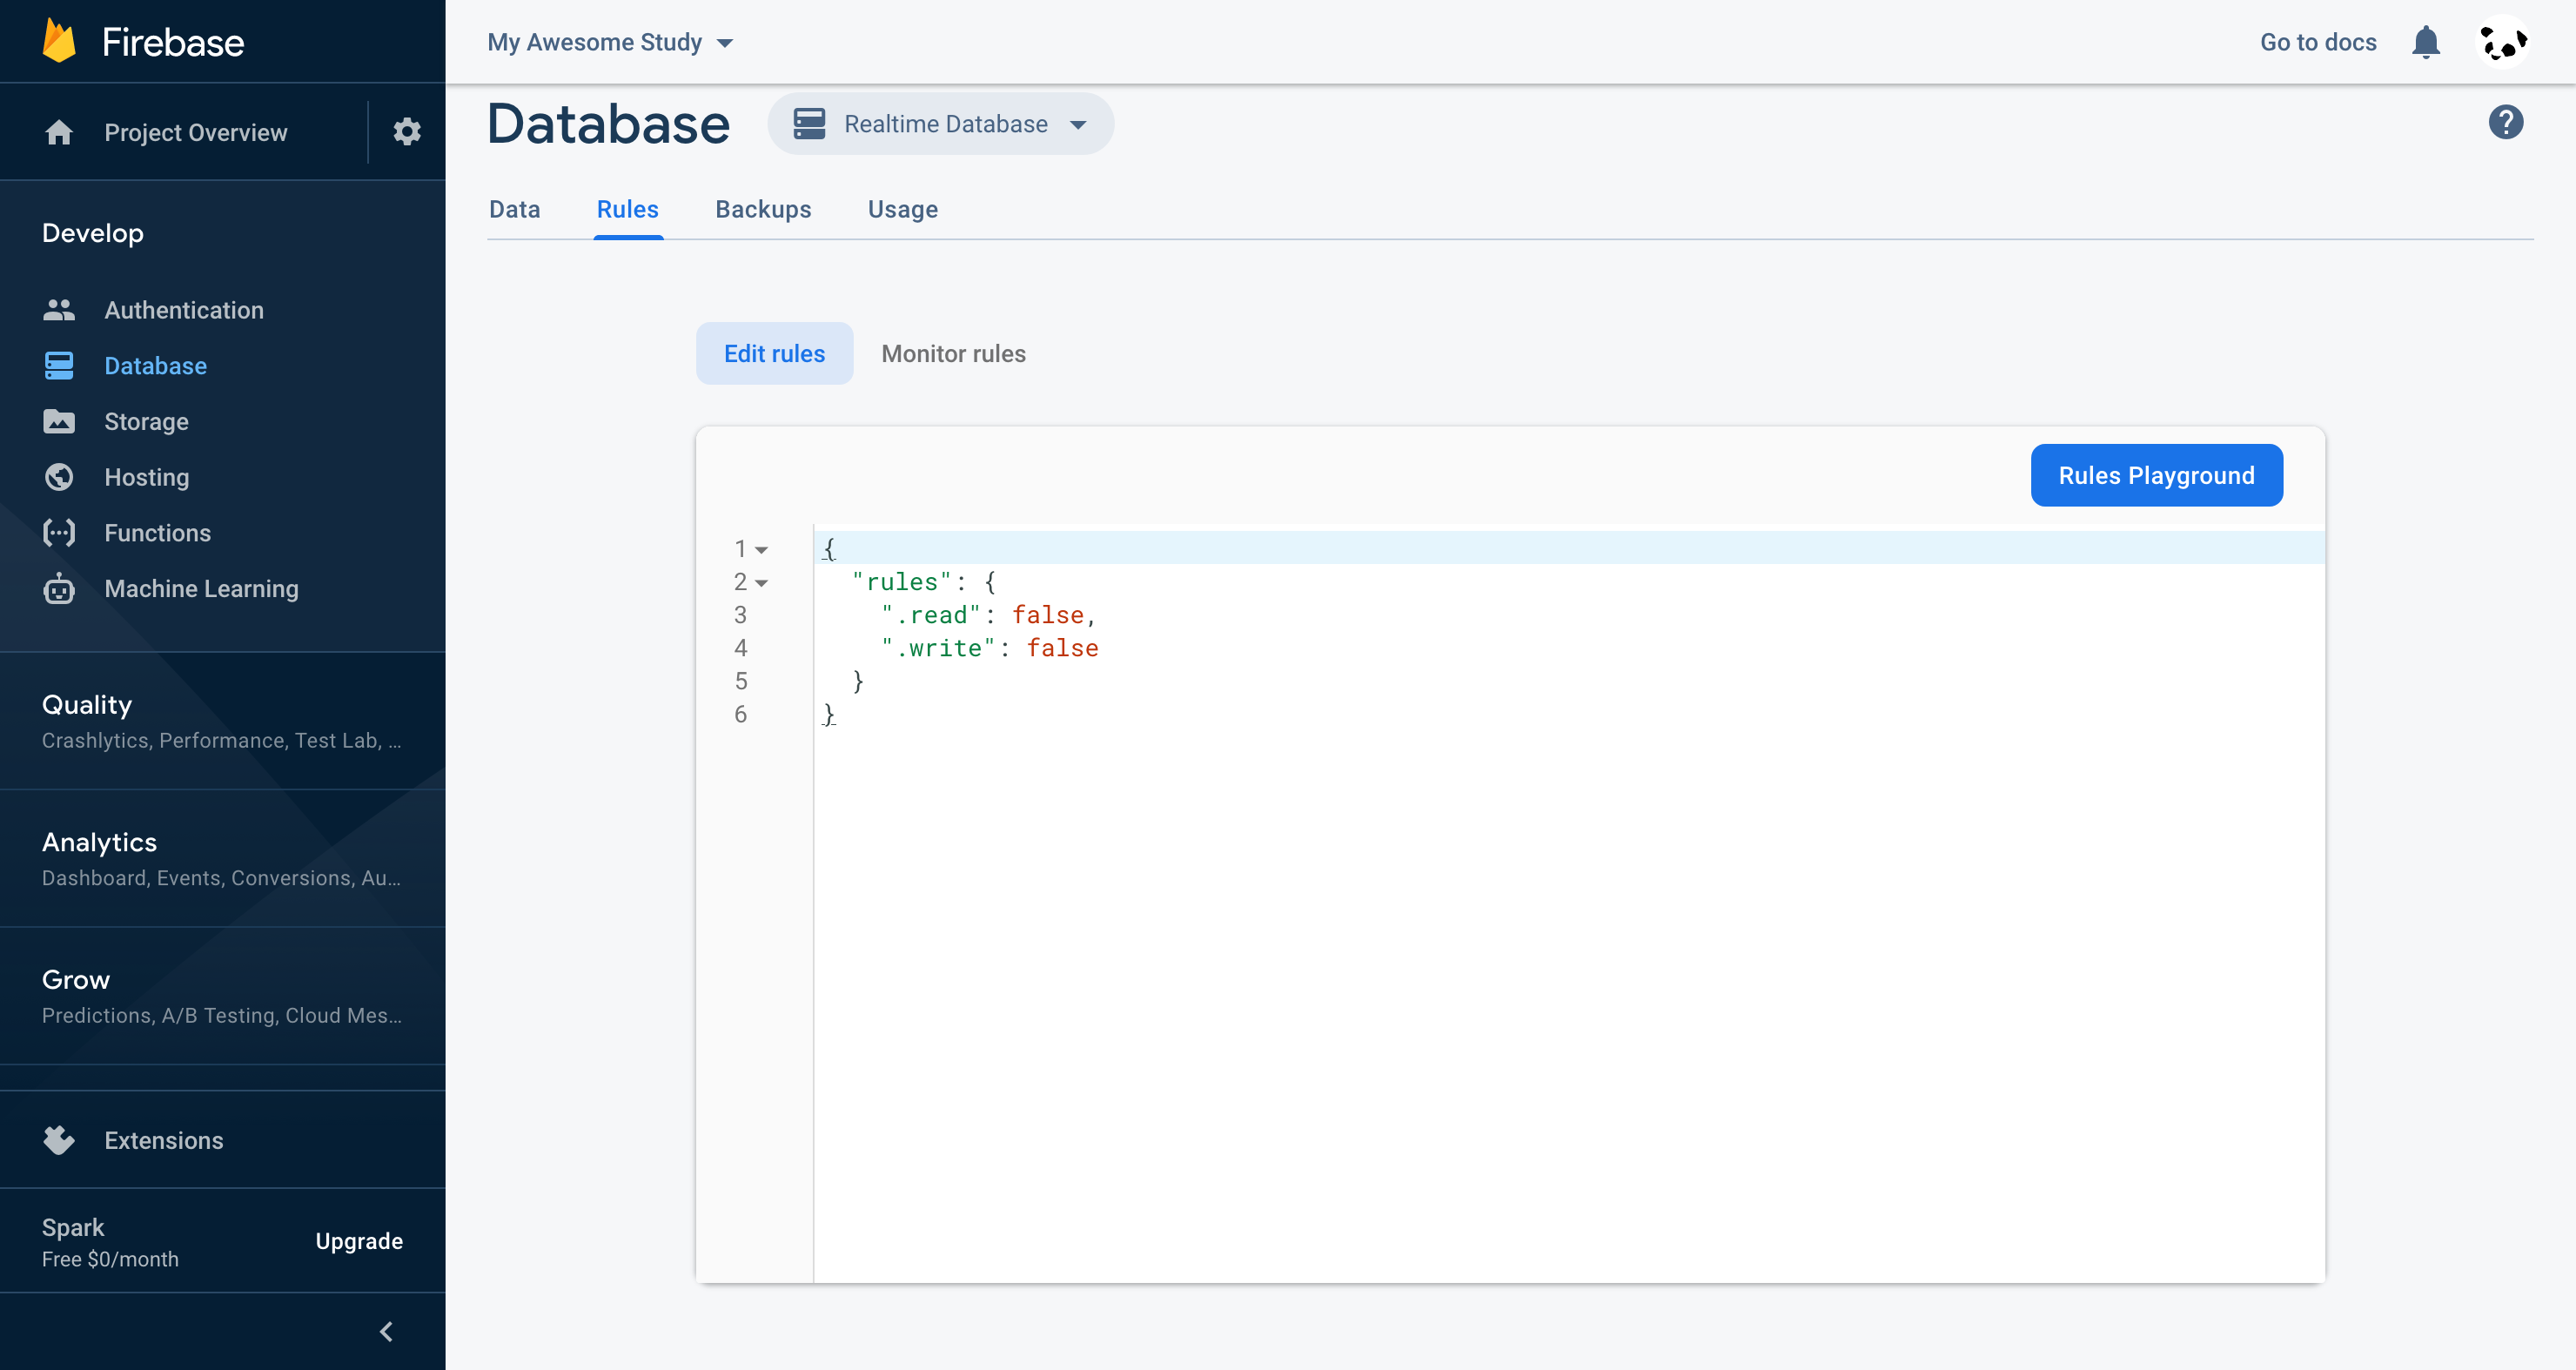 Firebase
Project Overview
Develop
Authentication
Database
Storage
Hosting
Functions
Machine Learning
Quality
Crashlytics, Performance, Test Lab, ...
Analytics
Dashboard, Events, Conversions, Au...
Grow
Predictions, A/B Testing, Cloud Mes...
Extensions
Spark
Free $0/month
Upgrade
My Awesome Study
Go to docs
Database
Realtime Database
?
Data
Rules
Backups
Usage
Edit rules
Monitor rules
Rules Playground
1 {
2 "rules": {
3 ".read": false,
4 ".write": false
5 }
6 }